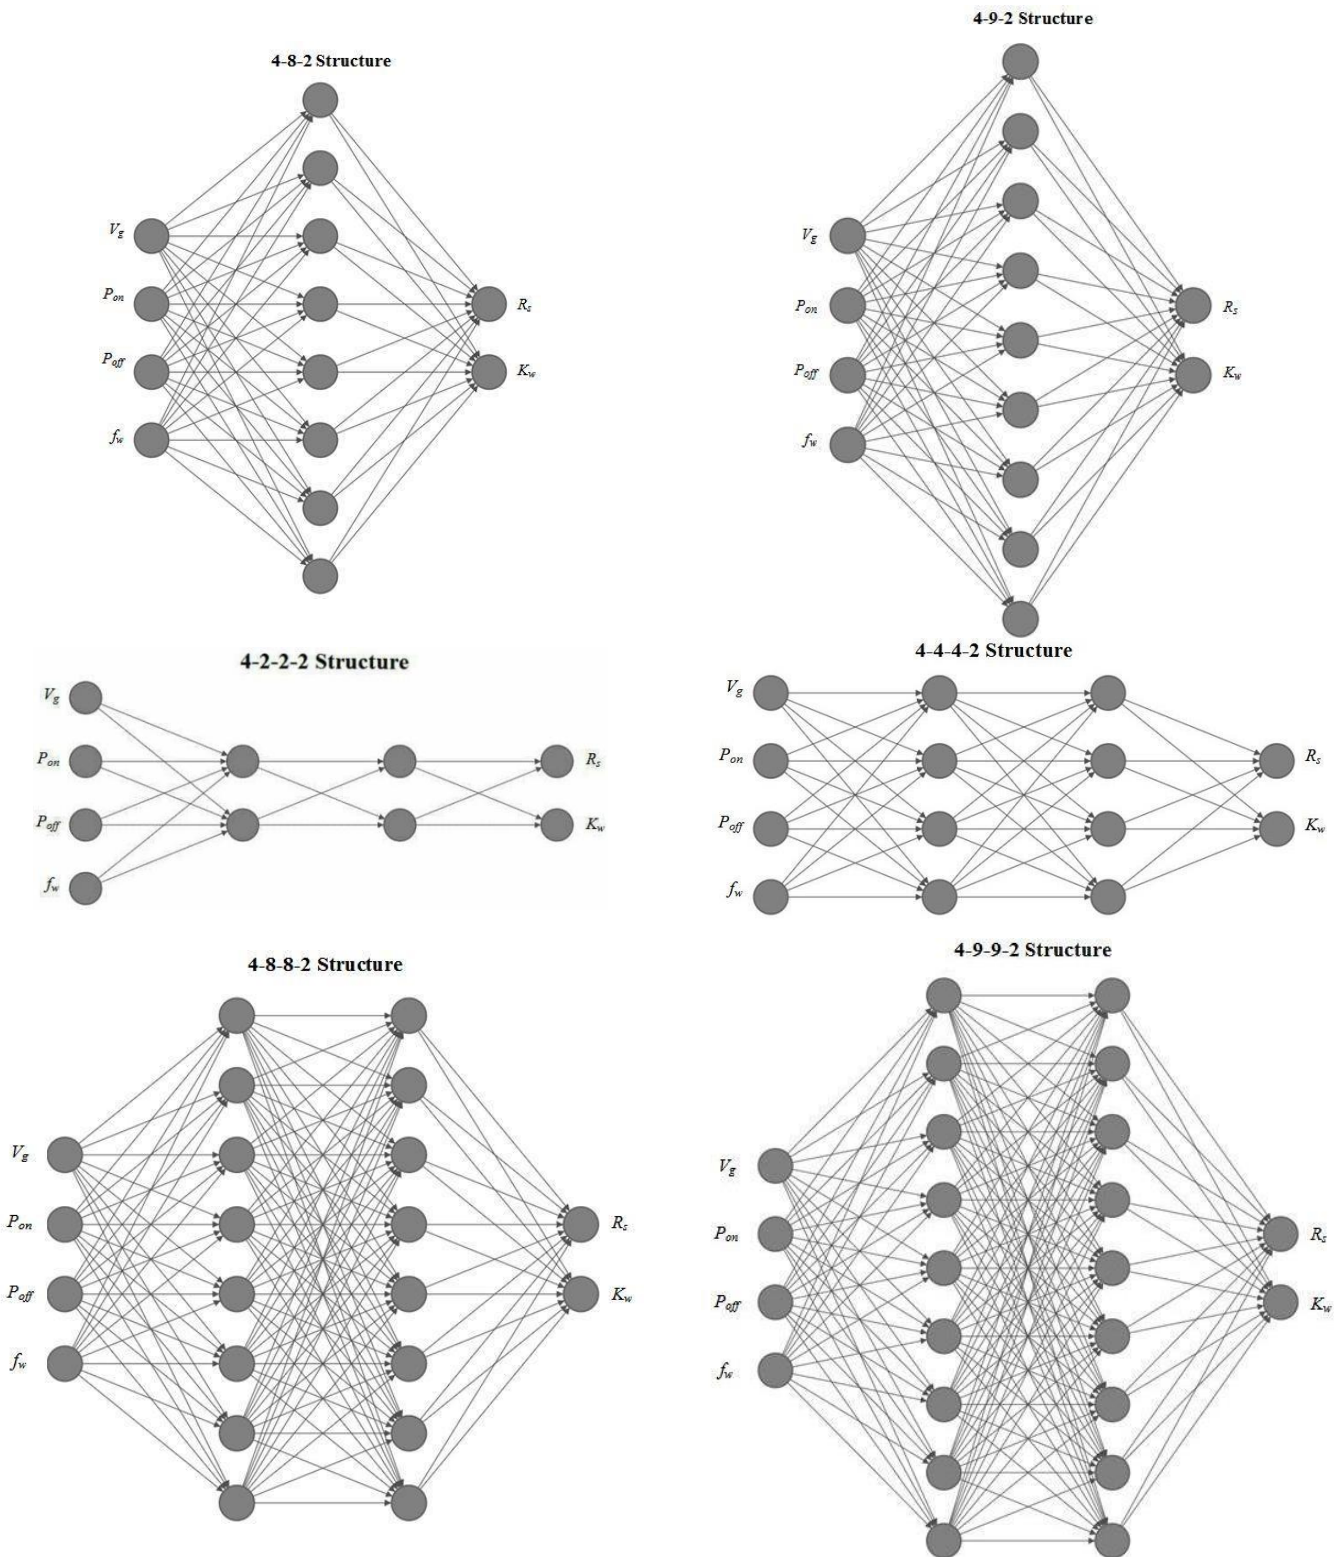 4-8-2 Structure
V_g
P_on
P_off
f_w
R_s
K_w
4-9-2 Structure
V_g
P_on
P_off
f_w
R_s
K_w
4-2-2-2 Structure
V_g
P_on
P_off
f_w
R_s
K_w
4-4-4-2 Structure
V_g
P_on
P_off
f_w
R_s
K_w
4-8-8-2 Structure
V_g
P_on
P_off
f_w
R_s
K_w
4-9-9-2 Structure
V_g
P_on
P_off
f_w
R_s
K_w